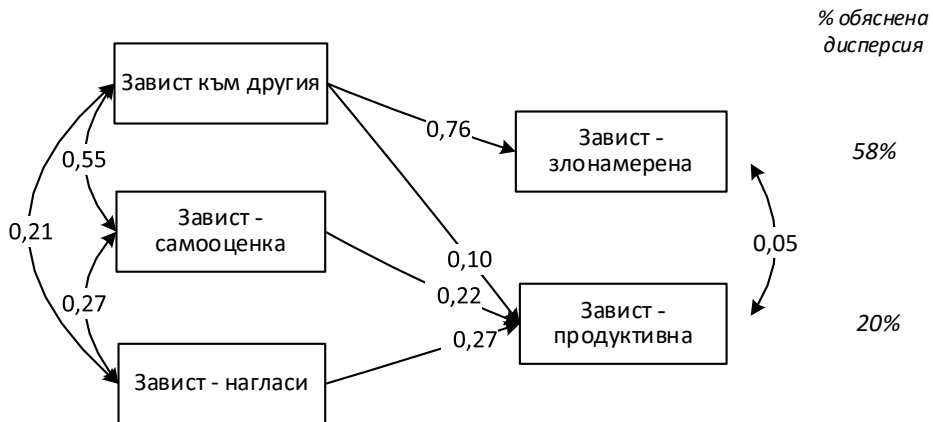 % обяснена
дисперсия
Завист към другия
0,76
Завист -
злонамерена
58%
0,55
Завист -
самооценка
0,21
0,05
0,10
0,27
0,22
Завист -
продуктивна
20%
0,27
Завист - нагласи